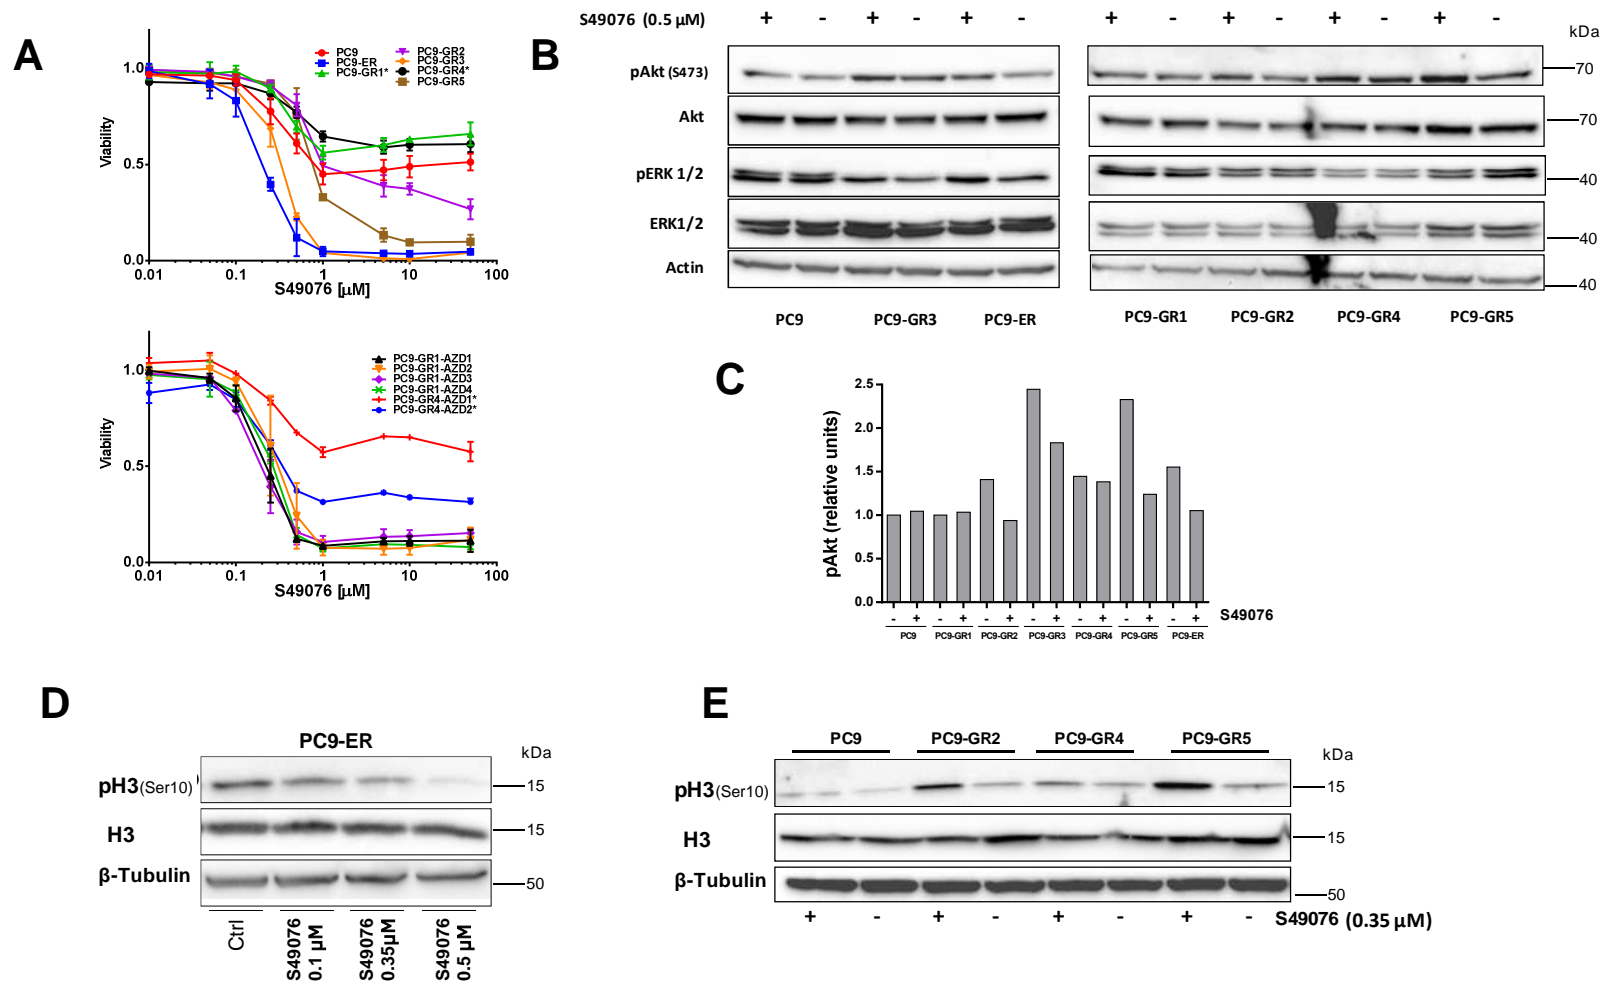 A
1.0
0.5
0.0
Viability
0.01 0.1 1 10 100
S49076 [µM]
PC9
PC9-ER
PC9-GR1*
PC9-GR2
PC9-GR3
PC9-GR4*
PC9-GR5
1.0
0.5
0.0
Viability
0.01 0.1 1 10 100
S49076 [µM]
PC9-GR1-AZD1
PC9-GR1-AZD2
PC9-GR1-AZD3
PC9-GR1-AZD4
PC9-GR4-AZD1*
PC9-GR4-AZD2*
B
S49076 (0.5 µM) + - + - + - + - + - + - + -
kDa
pAkt (S473)
70
Akt
70
pERK 1/2
40
ERK1/2
40
Actin
40
PC9 PC9-GR3 PC9-ER PC9-GR1 PC9-GR2 PC9-GR4 PC9-GR5
C
2.5
2.0
1.5
1.0
0.5
0.0
pAkt (relative units)
- + - + - + - + - + - + - + S49076
PC9 PC9-GR1 PC9-GR2 PC9-GR3 PC9-GR4 PC9-GR5 PC9-ER
D
PC9-ER
kDa
pH3(Ser10)
15
H3
15
β-Tubulin
50
Ctrl
S49076
0.1 µM
S49076
0.35µM
S49076
0.5 µM
E
PC9 PC9-GR2 PC9-GR4 PC9-GR5
kDa
pH3(Ser10)
15
H3
15
β-Tubulin
50
+ - + - + - + - S49076 (0.35 µM)